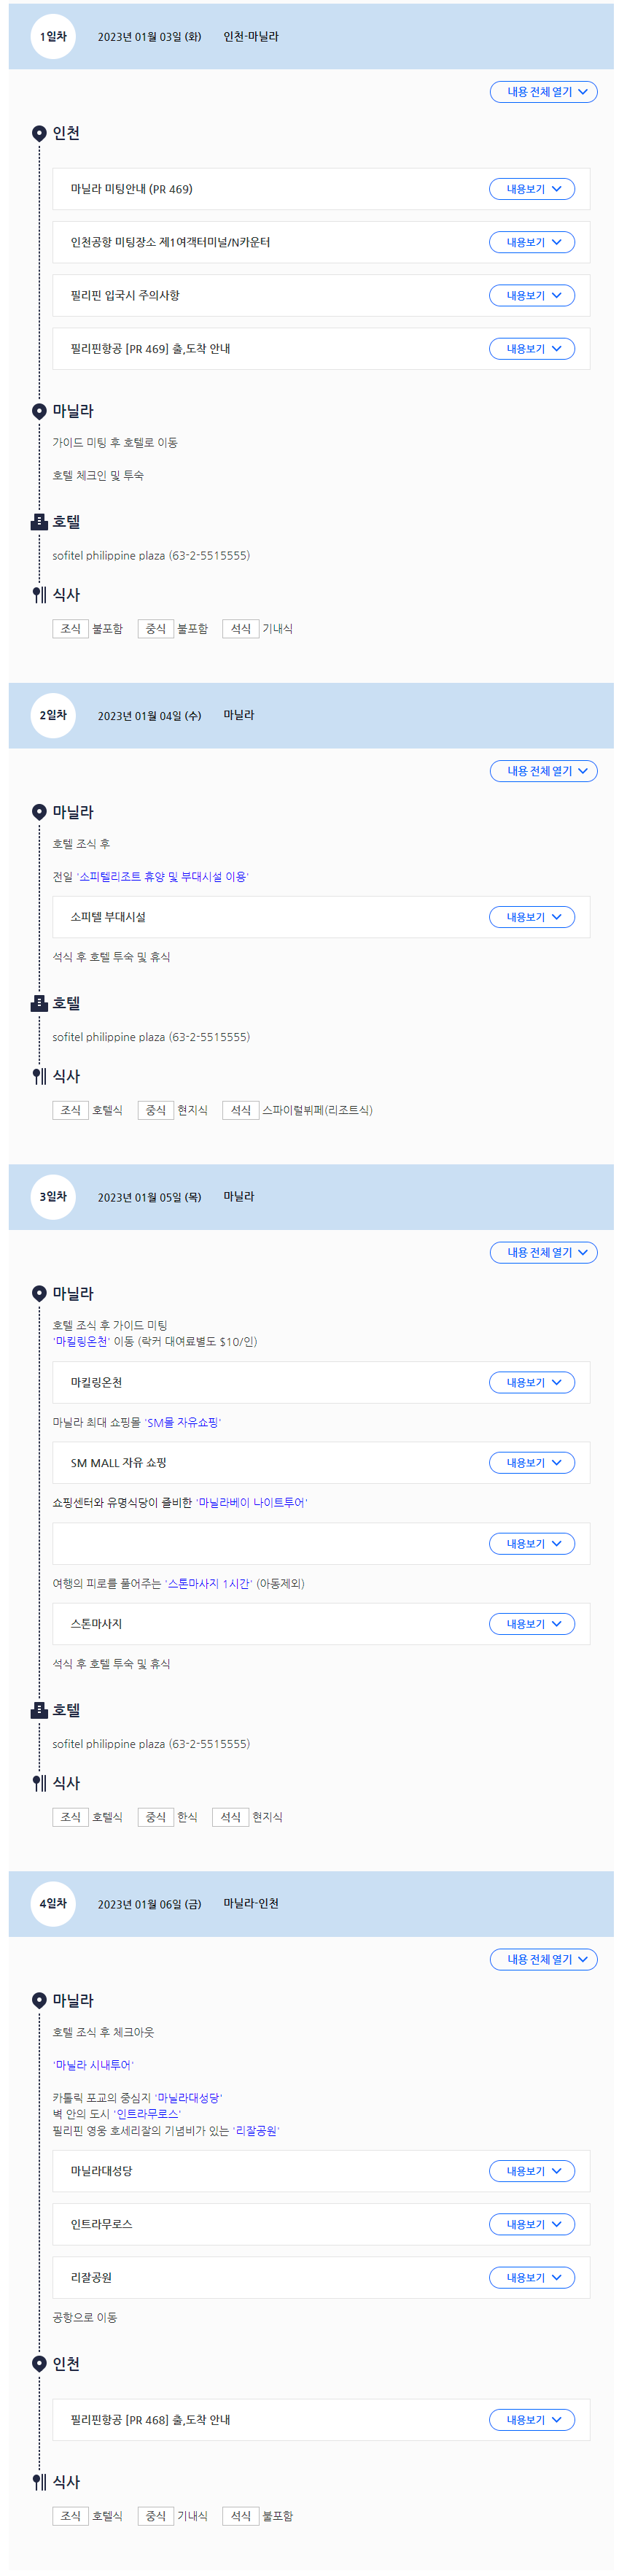 1일차 2023년 01월 03일 (화) 인천-마닐라
내용 전체 열기
인천
마닐라 미팅안내 (PR 469) 내용보기
인천공항 미팅장소 제1여객터미널/N카운터 내용보기
필리핀 입국시 주의사항 내용보기
필리핀항공 [PR 469] 출,도착 안내 내용보기
마닐라
가이드 미팅 후 호텔로 이동
호텔 체크인 및 투숙
호텔
sofitel philippine plaza (63-2-5515555)
식사
조식 불포함 중식 불포함 석식 기내식
2일차 2023년 01월 04일 (수) 마닐라
내용 전체 열기
마닐라
호텔 조식 후
전일 '소피텔리조트 휴양 및 부대시설 이용'
소피텔 부대시설 내용보기
석식 후 호텔 투숙 및 휴식
호텔
sofitel philippine plaza (63-2-5515555)
식사
조식 호텔식 중식 현지식 석식 스파이럴뷔페(리조트식)
3일차 2023년 01월 05일 (목) 마닐라
내용 전체 열기
마닐라
호텔 조식 후 가이드 미팅
'마킬링온천' 이동 (락커 대여료별도 $10/인)
마킬링온천 내용보기
마닐라 최대 쇼핑몰 'SM몰 자유쇼핑'
SM MALL 자유 쇼핑 내용보기
쇼핑센터와 유명식당이 즐비한 '마닐라베이 나이트투어'
내용보기
여행의 피로를 풀어주는 '스톤마사지 1시간' (아동제외)
스톤마사지 내용보기
석식 후 호텔 투숙 및 휴식
호텔
sofitel philippine plaza (63-2-5515555)
식사
조식 호텔식 중식 한식 석식 현지식
4일차 2023년 01월 06일 (금) 마닐라-인천
내용 전체 열기
마닐라
호텔 조식 후 체크아웃
'마닐라 시내투어'
카톨릭 포교의 중심지 '마닐라대성당'
벽 안의 도시 '인트라무로스'
필리핀 영웅 호세리잘의 기념비가 있는 '리잘공원'
마닐라대성당 내용보기
인트라무로스 내용보기
리잘공원 내용보기
공항으로 이동
인천
필리핀항공 [PR 468] 출,도착 안내 내용보기
식사
조식 호텔식 중식 기내식 석식 불포함